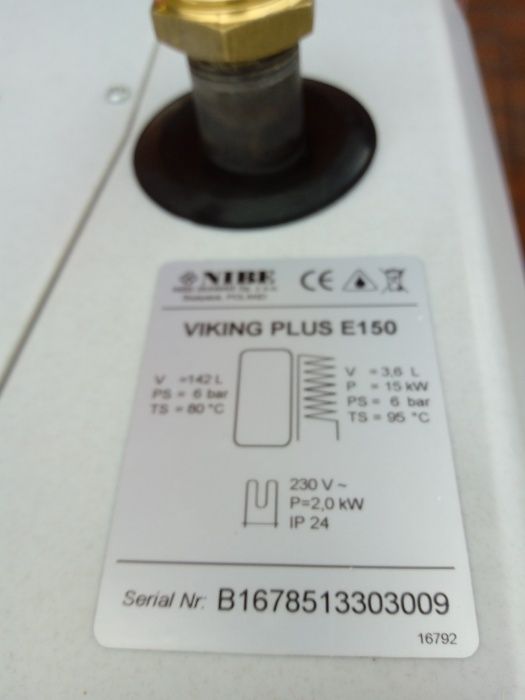 NIBE CE
POLAND
VIKING PLUS E150
V =142 L
PS = 6 bar
TS = 80 °C
V = 3,6 L
P = 15 kW
PS = 6 bar
TS = 95 °C
230 V ~
P=2,0 kW
IP 24
Serial Nr: B1678513303009
16792